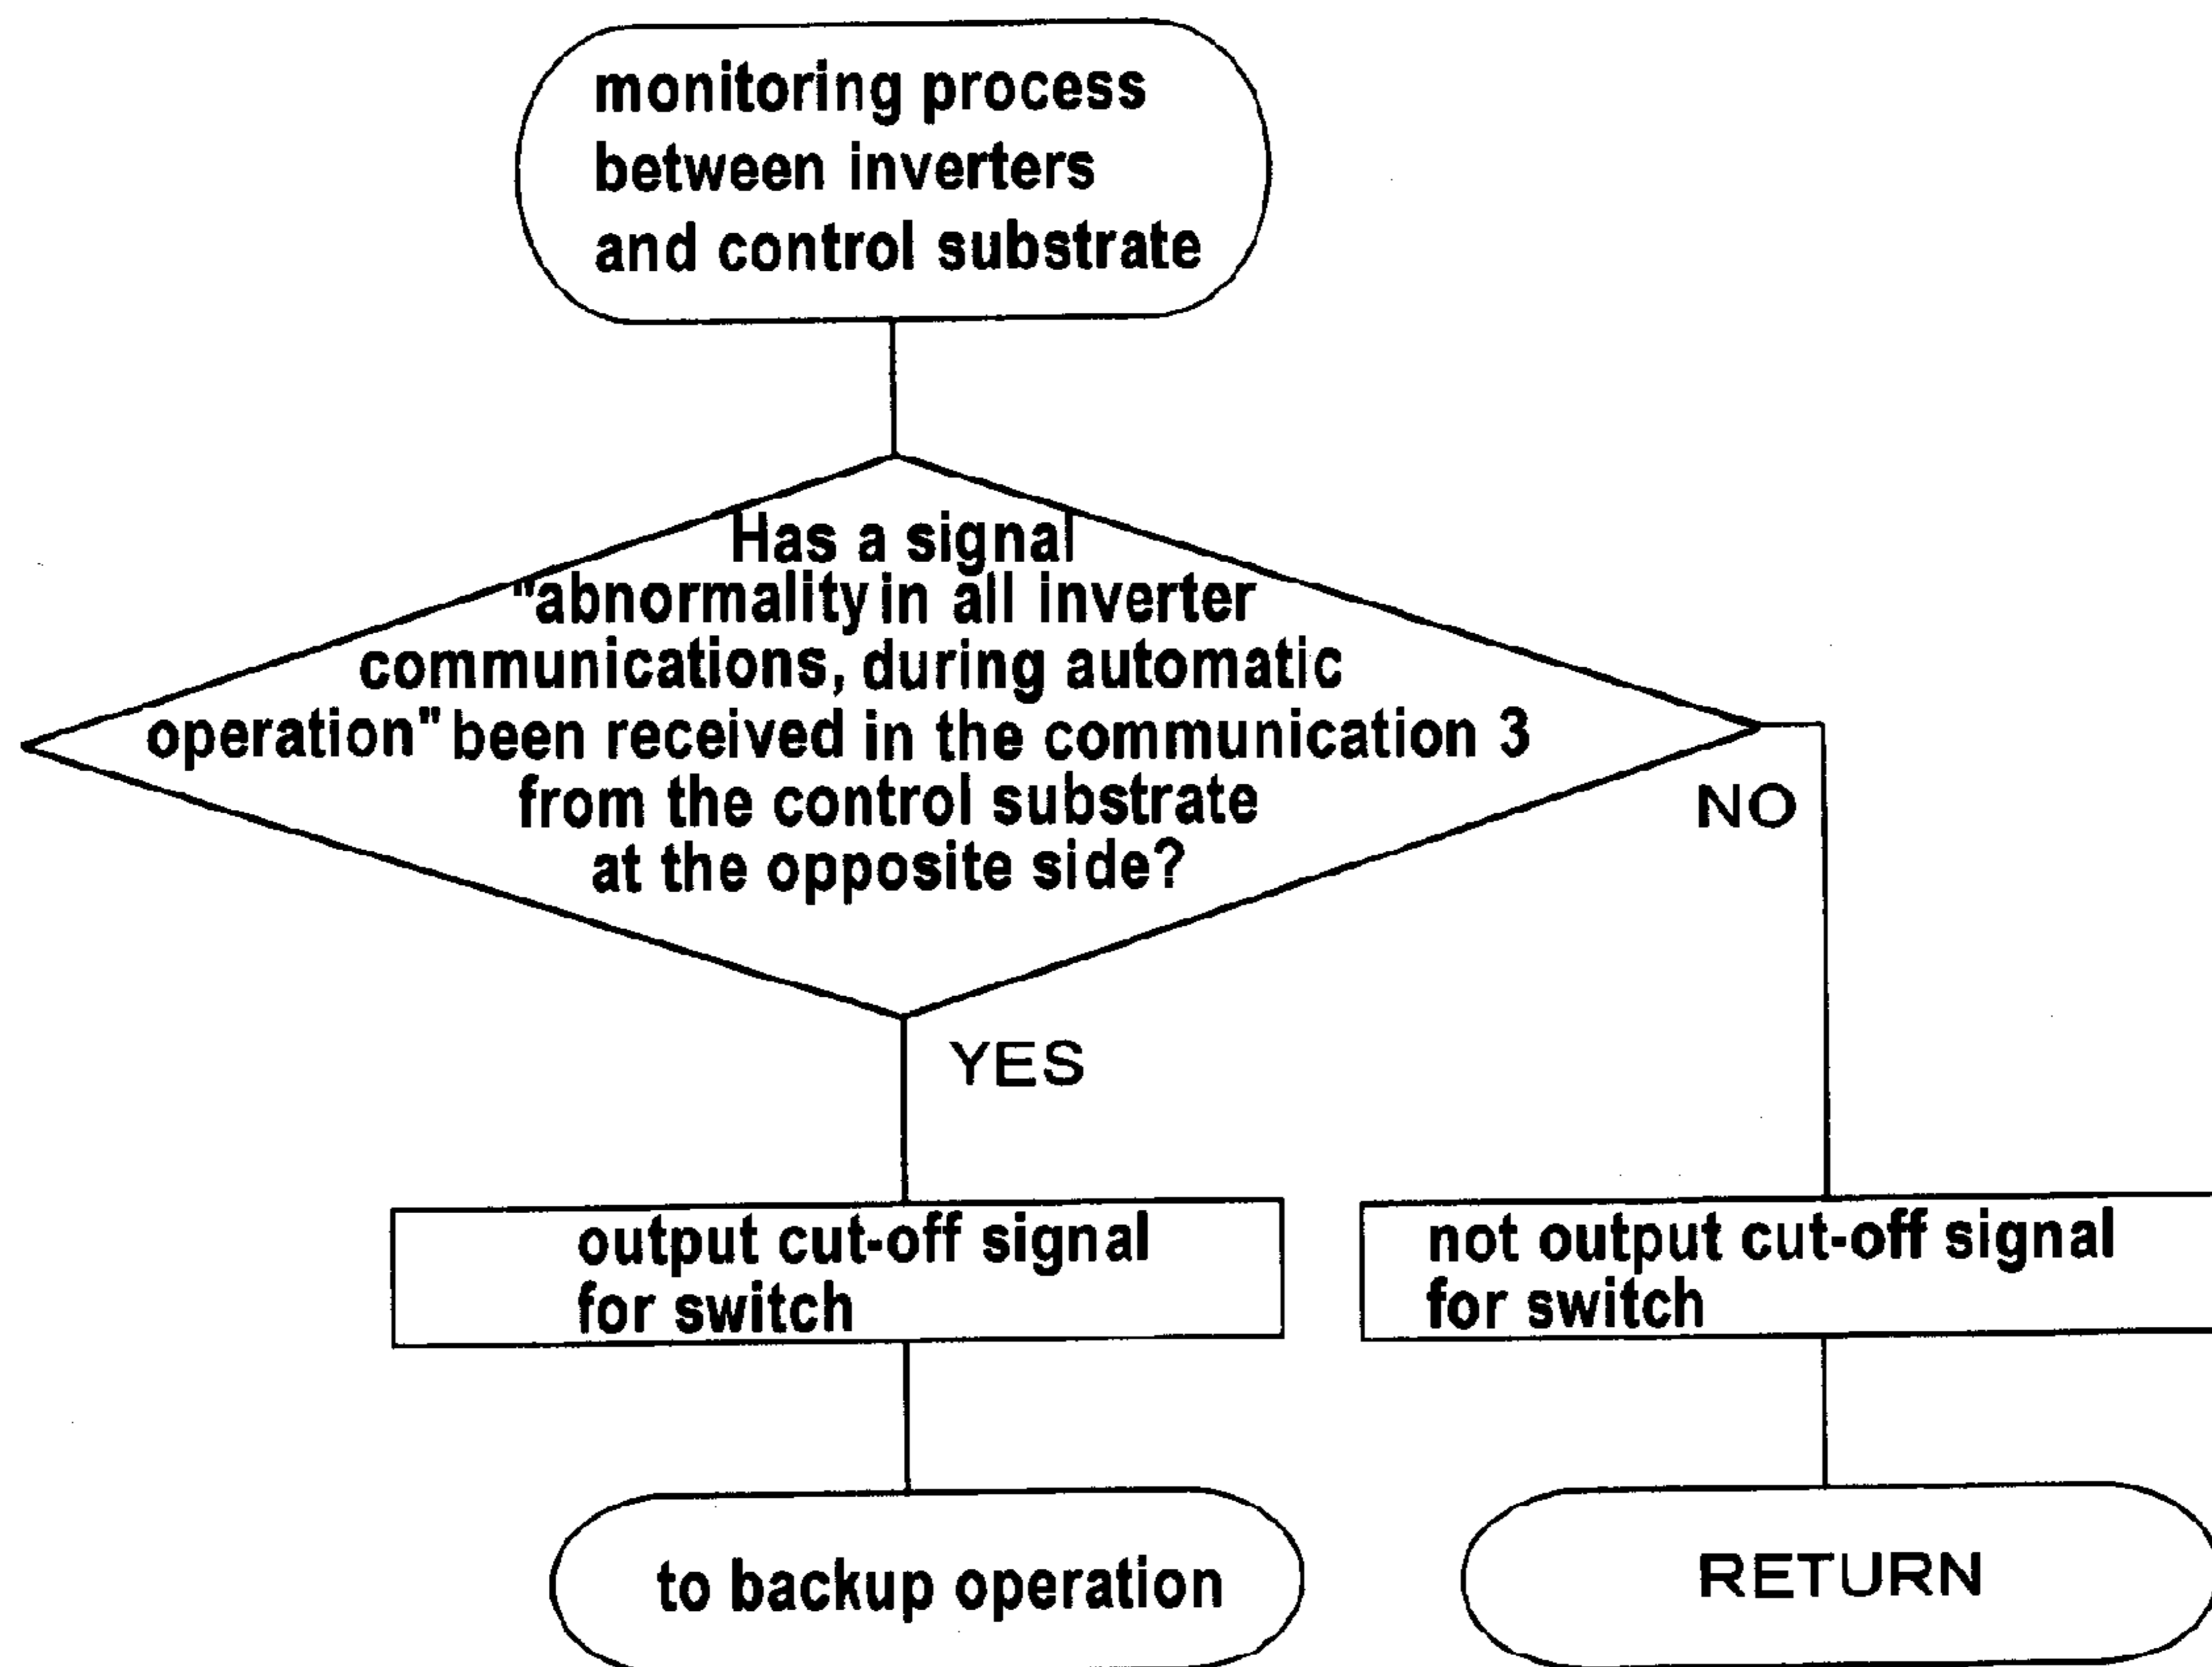 monitoring process
between inverters
and control substrate
Has a signal
"abnormality in all inverter
communications, during automatic
operation" been received in the communication 3
from the control substrate
at the opposite side?
NO
YES
output cut-off signal
for switch
not output cut-off signal
for switch
to backup operation
RETURN